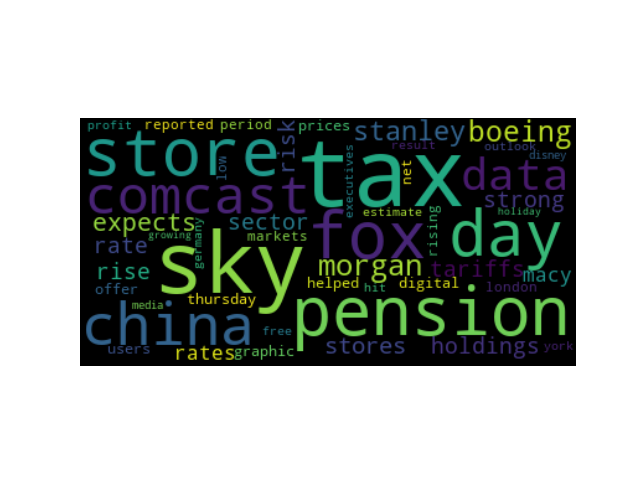 profit reported period risk prices stanley boeing
store low executives tax result net outlook disney
comcast fox data strong
expects sector estimate rising day holiday
rate growing germany markets
rise sky morgan tariffs macy
offer thursday helped hit digital london
media china free pension
users rates graphic stores holdings york